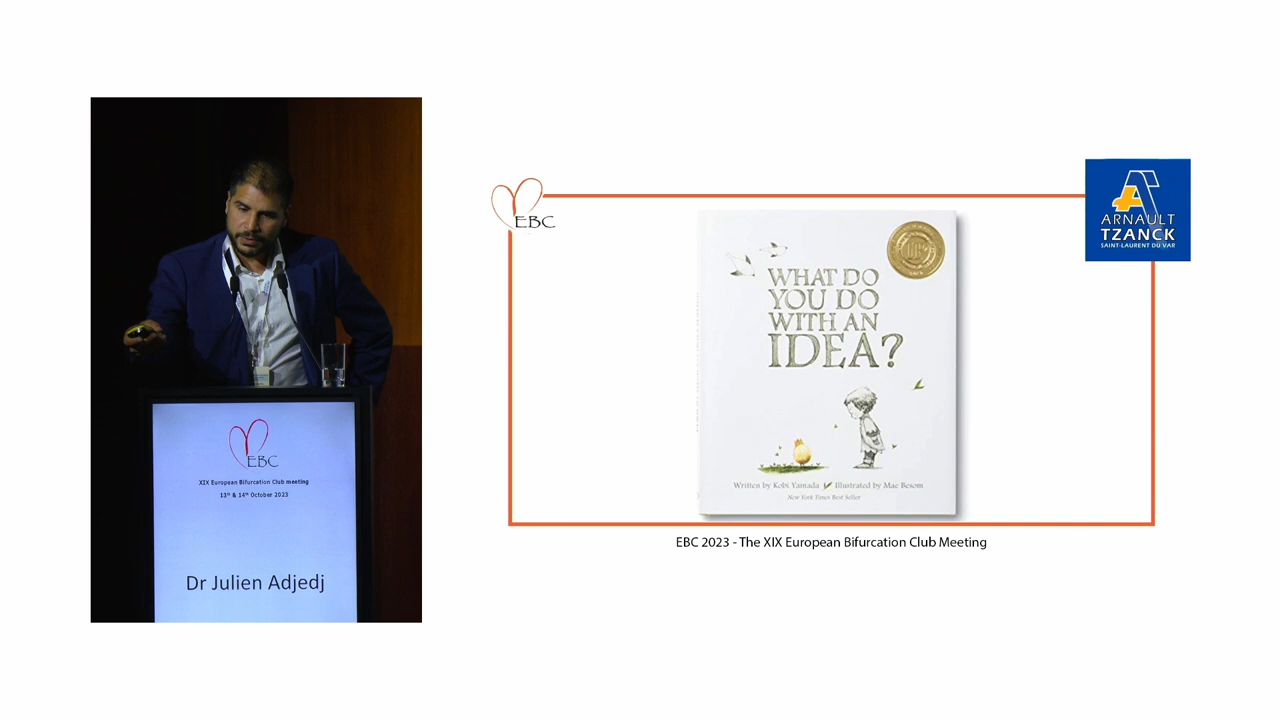 EBC
XIX European Bifurcation Club meeting
13th & 14th October 2023
Dr Julien Adjedj
EBC
ARNAULT
TZANCK
SAINT-LAURENT DU VAR
WHAT DO
YOU DO
WITH AN
IDEA?
Written by Kobi Yamada Illustrated by Mae Besom
New York Times Best Seller
EBC 2023 - The XIX European Bifurcation Club Meeting